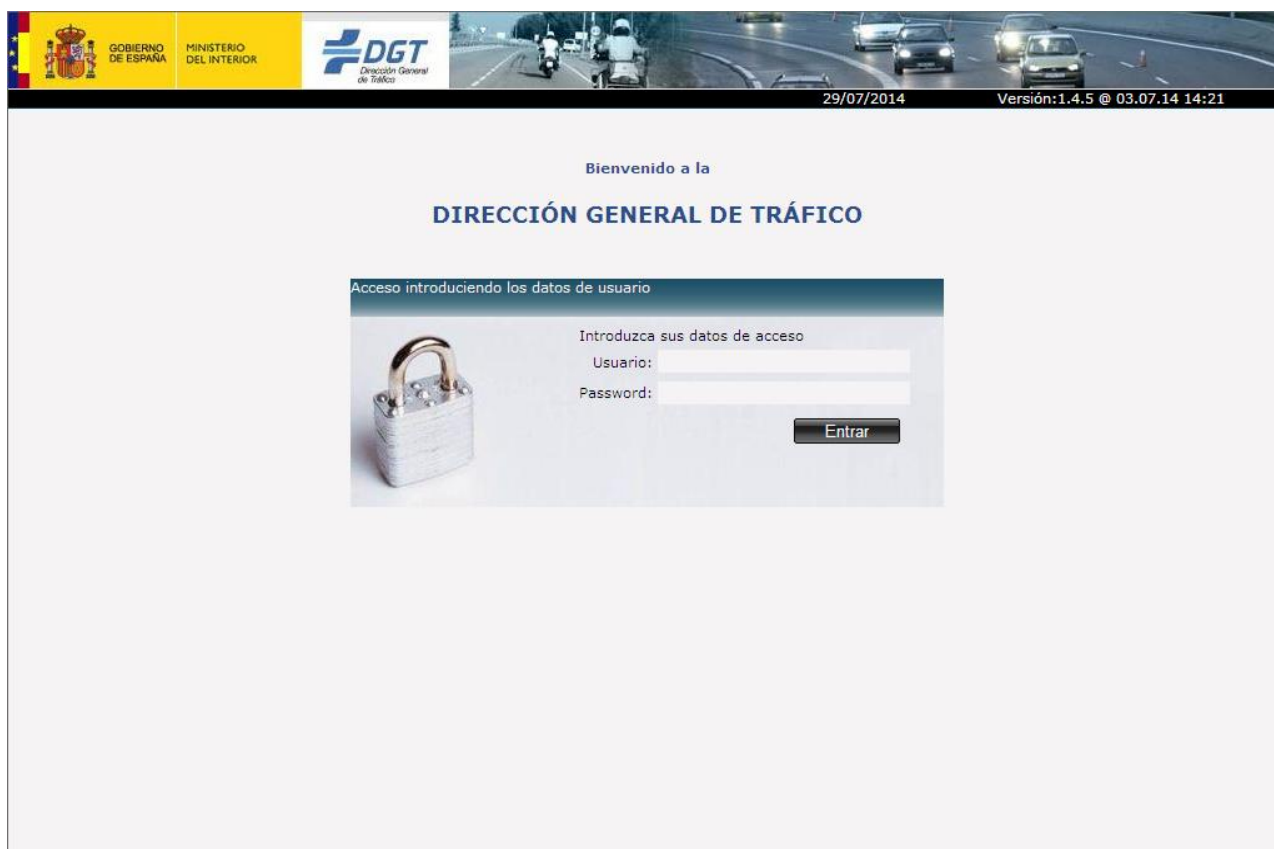 GOBIERNO
DE ESPAÑA
MINISTERIO
DEL INTERIOR
DGT
Dirección General
de Tráfico
29/07/2014 Versión:1.4.5 @ 03.07.14 14:21
Bienvenido a la
DIRECCIÓN GENERAL DE TRÁFICO
Acceso introduciendo los datos de usuario
Introduzca sus datos de acceso
Usuario:
Password:
Entrar